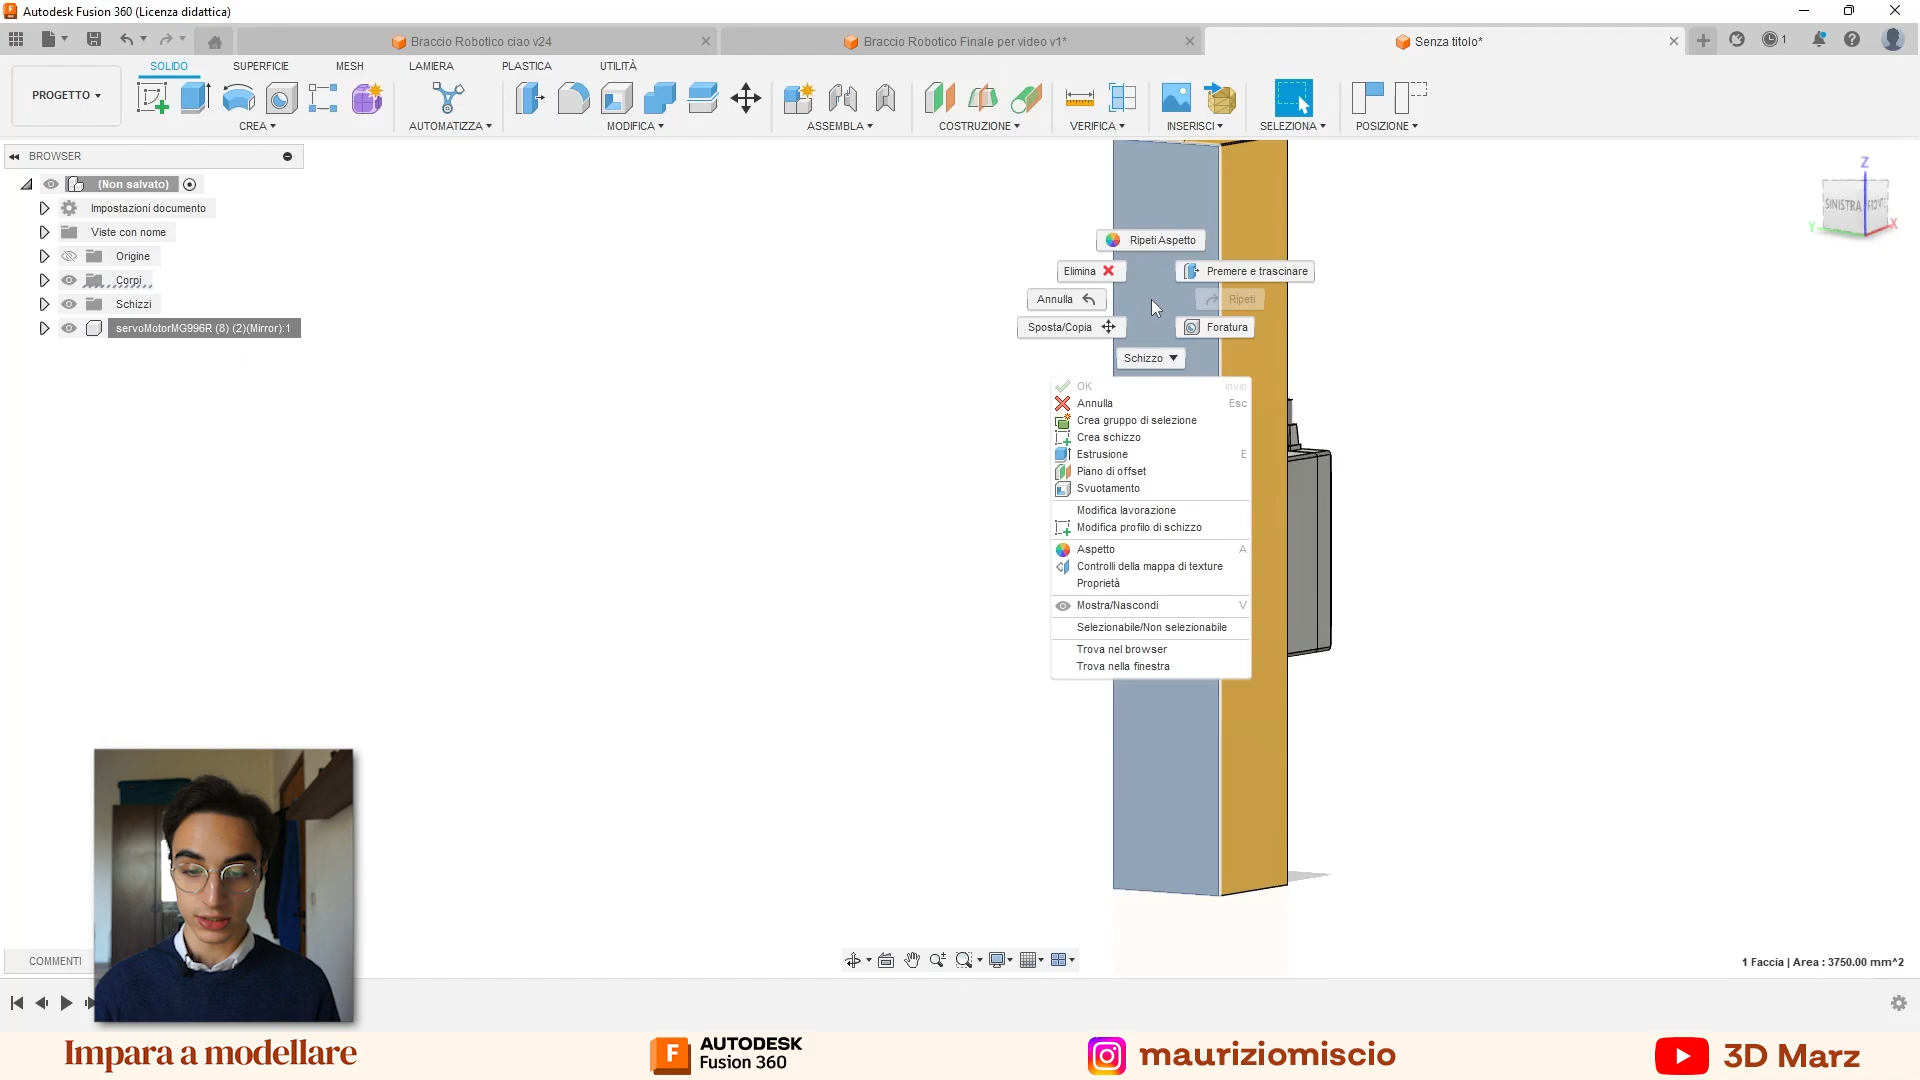 Autodesk Fusion 360 (Licenza didattica)
Braccio Robotico ciao v24
Braccio Robotico Finale per video v1*
Senza titolo*
1
PROGETTO
SOLIDO
SUPERFICIE
MESH
LAMIERA
PLASTICA
UTILITÀ
CREA
AUTOMATIZZA
MODIFICA
ASSEMBLA
COSTRUZIONE
VERIFICA
INSERISCI
SELEZIONA
POSIZIONE
BROWSER
(Non salvato)
Impostazioni documento
Viste con nome
Origine
Corpi
Schizzi
servoMotorMG996R (8) (2)(Mirror):1
Z
SINISTRA
Y
X
Ripeti Aspetto
Elimina
Premere e trascinare
Annulla
Ripeti
Sposta/Copia
Foratura
Schizzo
OK Invio
Annulla Esc
Crea gruppo di selezione
Crea schizzo
Estrusione E
Piano di offset
Svuotamento
Modifica lavorazione
Modifica profilo di schizzo
Aspetto A
Controlli della mappa di texture
Proprietà
Mostra/Nascondi V
Selezionabile/Non selezionabile
Trova nel browser
Trova nella finestra
COMMENTI
1 Faccia | Area : 3750.00 mm^2
Impara a modellare
F
AUTODESK
Fusion 360
mauriziomiscio
3D Marz